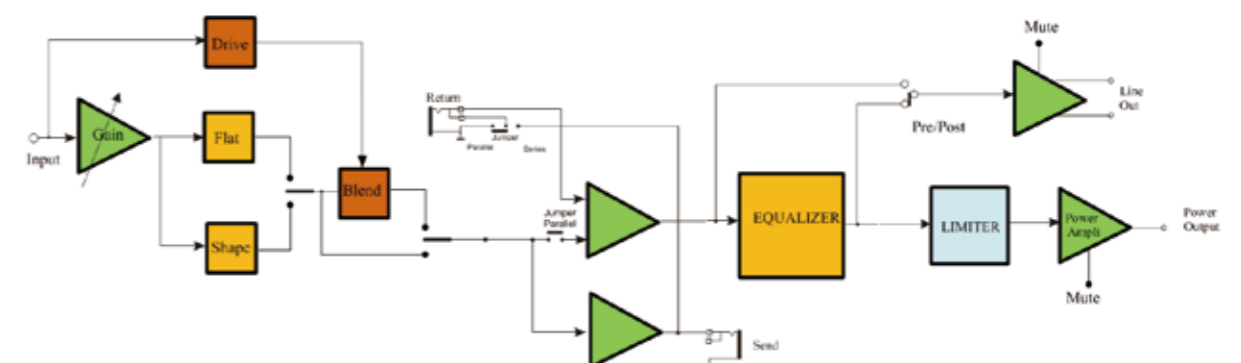 Mute
Drive
Return
Line
Out
Gain
Flat
Jumper
Pre/Post
Input
Parallel
Series
Blend
EQUALIZER
Jumper
Parallel
Power
Ampli
Power
Output
LIMITER
Shape
Mute
Send